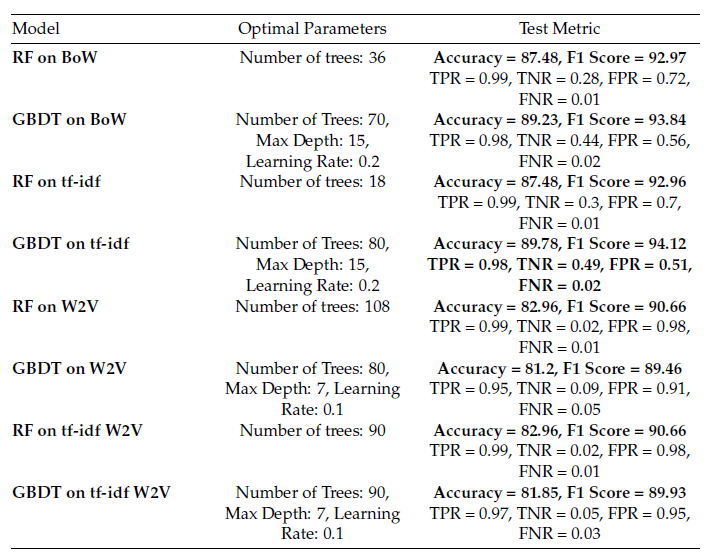 Model Optimal Parameters Test Metric
RF on BoW Number of trees: 36 Accuracy = 87.48, F1 Score = 92.97
TPR = 0.99, TNR = 0.28, FPR = 0.72,
FNR = 0.01
GBDT on BoW Number of Trees: 70, Accuracy = 89.23, F1 Score = 93.84
Max Depth: 15, TPR = 0.98, TNR = 0.44, FPR = 0.56,
Learning Rate: 0.2 FNR = 0.02
RF on tf-idf Number of trees: 18 Accuracy = 87.48, F1 Score = 92.96
TPR = 0.99, TNR = 0.3, FPR = 0.7,
FNR = 0.01
GBDT on tf-idf Number of Trees: 80, Accuracy = 89.78, F1 Score = 94.12
Max Depth: 15, TPR = 0.98, TNR = 0.49, FPR = 0.51,
Learning Rate: 0.2 FNR = 0.02
RF on W2V Number of trees: 108 Accuracy = 82.96, F1 Score = 90.66
TPR = 0.99, TNR = 0.02, FPR = 0.98,
FNR = 0.01
GBDT on W2V Number of Trees: 80, Accuracy = 81.2, F1 Score = 89.46
Max Depth: 7, Learning TPR = 0.95, TNR = 0.09, FPR = 0.91,
Rate: 0.1 FNR = 0.05
RF on tf-idf W2V Number of trees: 90 Accuracy = 82.96, F1 Score = 90.66
TPR = 0.99, TNR = 0.02, FPR = 0.98,
FNR = 0.01
GBDT on tf-idf W2V Number of Trees: 90, Accuracy = 81.85, F1 Score = 89.93
Max Depth: 7, Learning TPR = 0.97, TNR = 0.05, FPR = 0.95,
Rate: 0.1 FNR = 0.03